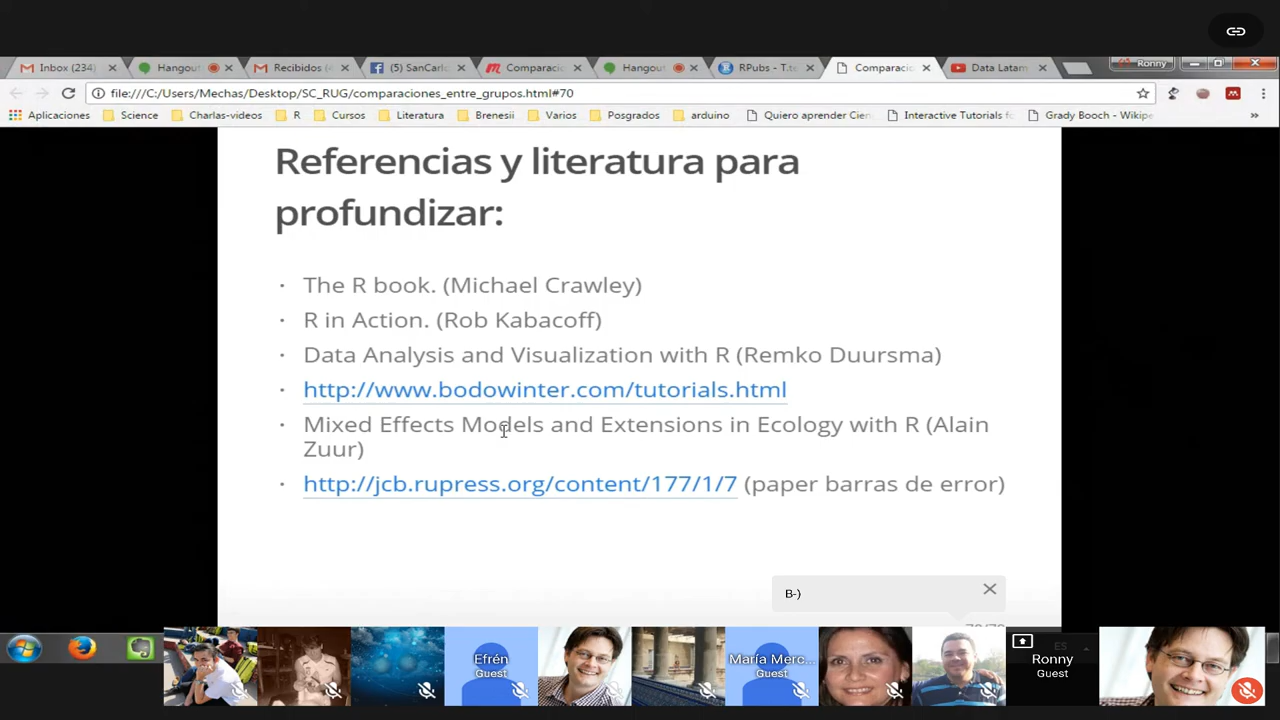 Inbox (234)
Hangout
Recibidos (
(5) SanCarlo
Comparacio
Hangout
RPubs - T.te
Comparacio
Data Latam
Ronny
file:///C:/Users/Mechas/Desktop/SC_RUG/comparaciones_entre_grupos.html#70
Aplicaciones
Science
Charlas-videos
R
Cursos
Literatura
Brenesii
Varios
Posgrados
arduino
Quiero aprender Cien
Interactive Tutorials fo
Grady Booch - Wikipe
»
Referencias y literatura para
profundizar:
· The R book. (Michael Crawley)
· R in Action. (Rob Kabacoff)
· Data Analysis and Visualization with R (Remko Duursma)
· http://www.bodowinter.com/tutorials.html
· Mixed Effects Models and Extensions in Ecology with R (Alain
Zuur)
· http://jcb.rupress.org/content/177/1/7 (paper barras de error)
B-)
Efrén
Guest
María Merc...
Guest
ES
Ronny
Guest